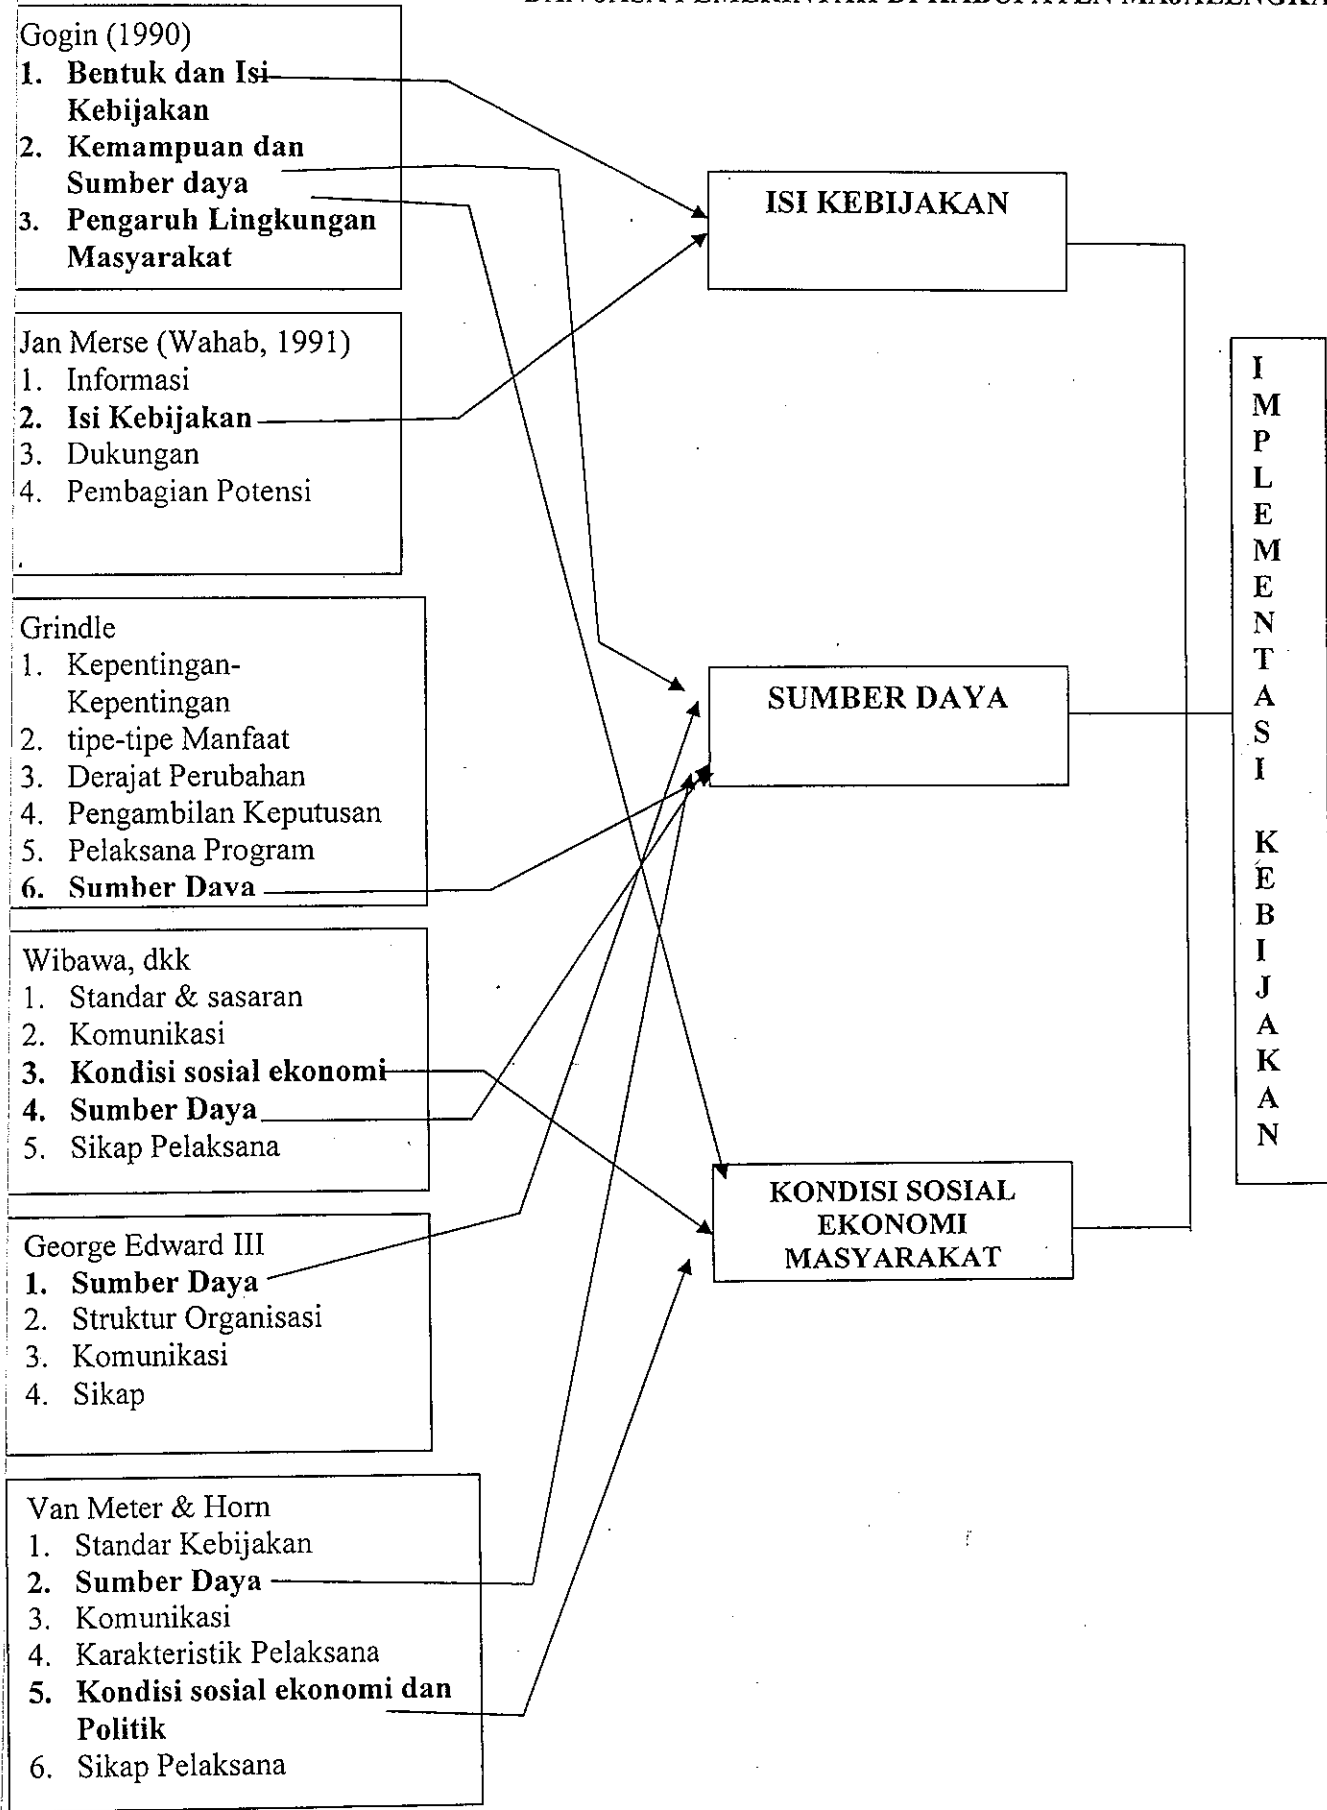 Gogin (1990)
1. Bentuk dan Isi
Kebijakan
2. Kemampuan dan
Sumber daya
3. Pengaruh Lingkungan
Masyarakat
Jan Merse (Wahab, 1991)
1. Informasi
2. Isi Kebijakan
3. Dukungan
4. Pembagian Potensi
Grindle
1. Kepentingan-
Kepentingan
2. tipe-tipe Manfaat
3. Derajat Perubahan
4. Pengambilan Keputusan
5. Pelaksana Program
6. Sumber Daya
Wibawa, dkk
1. Standar & sasaran
2. Komunikasi
3. Kondisi sosial ekonomi
4. Sumber Daya
5. Sikap Pelaksana
George Edward III
1. Sumber Daya
2. Struktur Organisasi
3. Komunikasi
4. Sikap
Van Meter & Horn
1. Standar Kebijakan
2. Sumber Daya
3. Komunikasi
4. Karakteristik Pelaksana
5. Kondisi sosial ekonomi dan
Politik
6. Sikap Pelaksana
ISI KEBIJAKAN
SUMBER DAYA
KONDISI SOSIAL
EKONOMI
MASYARAKAT
I
M
P
L
E
M
E
N
T
A
S
I
K
E
B
I
J
A
K
A
N